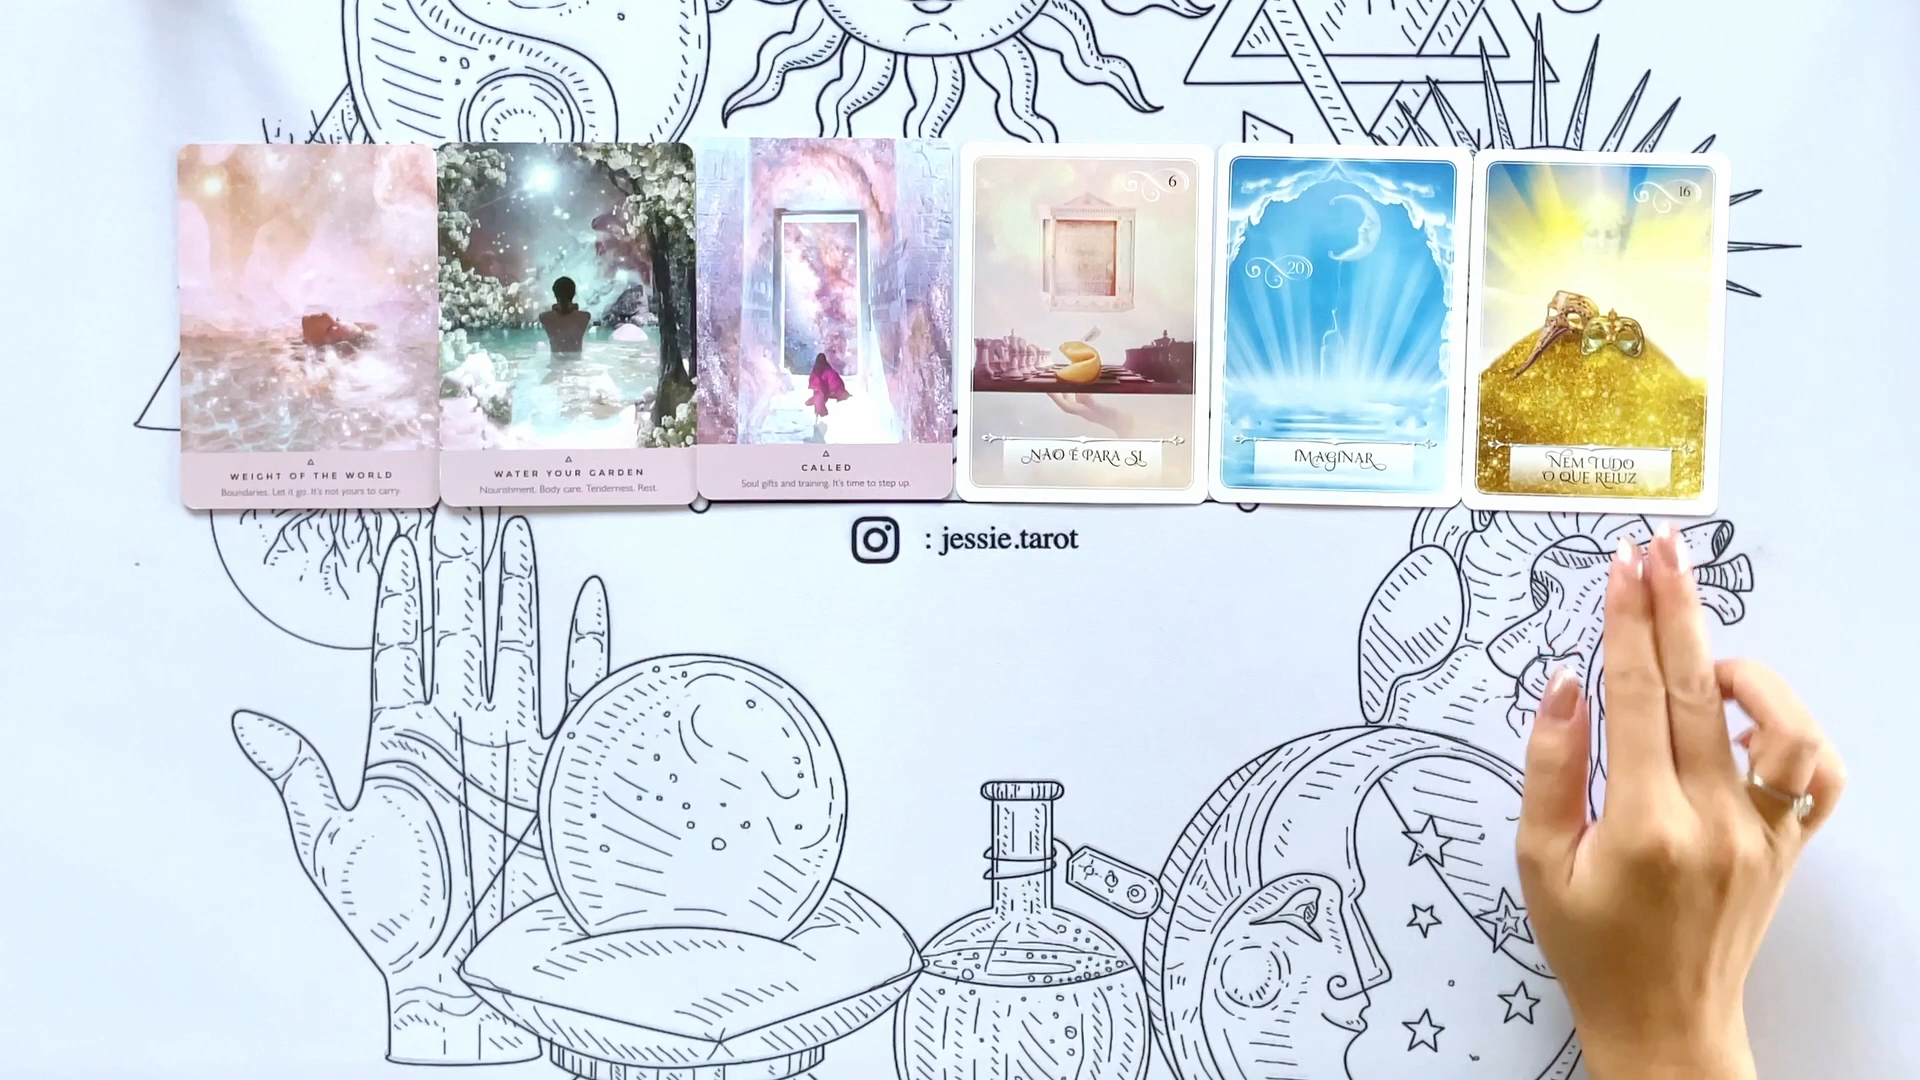 WEIGHT OF THE WORLD
Boundaries. Let it go. It's not yours to carry.
WATER YOUR GARDEN
Nourishment. Body care. Tenderness. Rest.
CALLED
Soul gifts and training. It's time to step up.
6
NÃO É PARA SI
20
IMAGINAR
16
NEM TUDO
O QUE RELUZ
: jessie.tarot